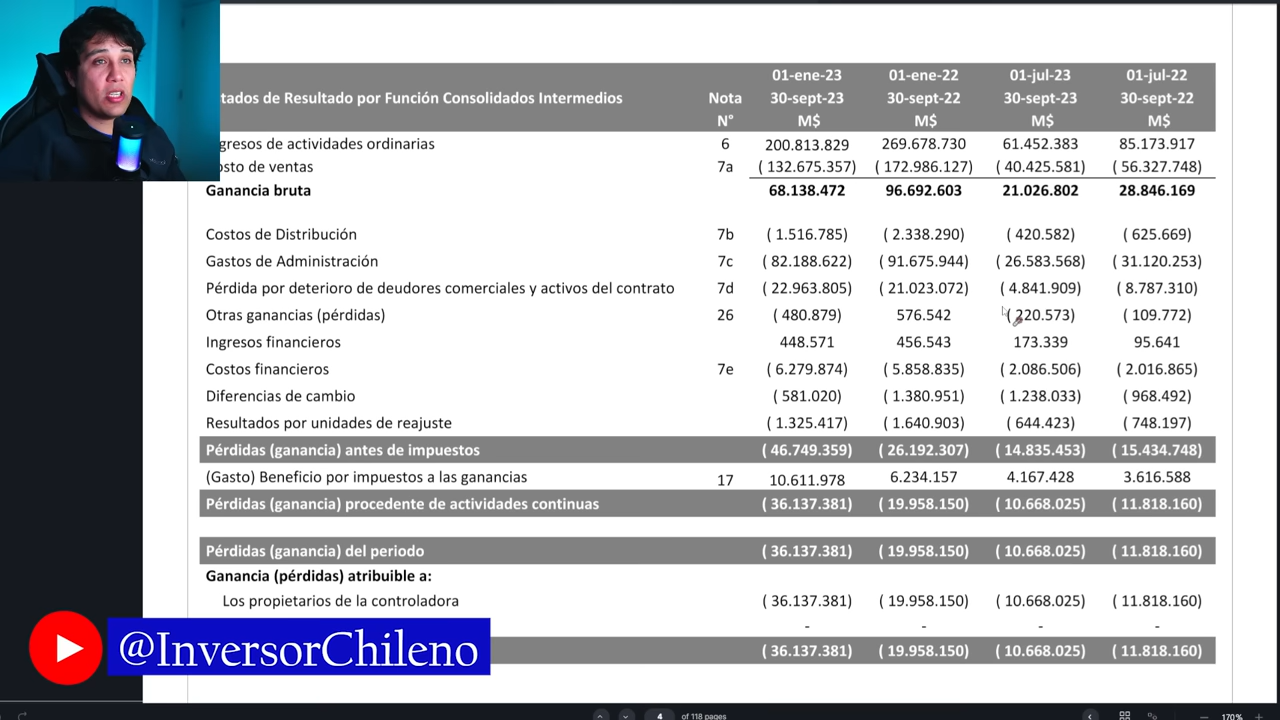 01-ene-23 01-ene-22 01-jul-23 01-jul-22
tados de Resultado por Función Consolidados Intermedios Nota 30-sept-23 30-sept-22 30-sept-23 30-sept-22
N° M$ M$ M$ M$
gresos de actividades ordinarias 6 200.813.829 269.678.730 61.452.383 85.173.917
osto de ventas 7a ( 132.675.357) ( 172.986.127) ( 40.425.581) ( 56.327.748)
Ganancia bruta 68.138.472 96.692.603 21.026.802 28.846.169
Costos de Distribución 7b ( 1.516.785) ( 2.338.290) ( 420.582) ( 625.669)
Gastos de Administración 7c ( 82.188.622) ( 91.675.944) ( 26.583.568) ( 31.120.253)
Pérdida por deterioro de deudores comerciales y activos del contrato 7d ( 22.963.805) ( 21.023.072) ( 4.841.909) ( 8.787.310)
Otras ganancias (pérdidas) 26 ( 480.879) 576.542 ( 220.573) ( 109.772)
Ingresos financieros 448.571 456.543 173.339 95.641
Costos financieros 7e ( 6.279.874) ( 5.858.835) ( 2.086.506) ( 2.016.865)
Diferencias de cambio ( 581.020) ( 1.380.951) ( 1.238.033) ( 968.492)
Resultados por unidades de reajuste ( 1.325.417) ( 1.640.903) ( 644.423) ( 748.197)
Pérdidas (ganancia) antes de impuestos ( 46.749.359) ( 26.192.307) ( 14.835.453) ( 15.434.748)
(Gasto) Beneficio por impuestos a las ganancias 17 10.611.978 6.234.157 4.167.428 3.616.588
Pérdidas (ganancia) procedente de actividades continuas ( 36.137.381) ( 19.958.150) ( 10.668.025) ( 11.818.160)
Pérdidas (ganancia) del periodo ( 36.137.381) ( 19.958.150) ( 10.668.025) ( 11.818.160)
Ganancia (pérdidas) atribuible a:
Los propietarios de la controladora ( 36.137.381) ( 19.958.150) ( 10.668.025) ( 11.818.160)
- - - -
( 36.137.381) ( 19.958.150) ( 10.668.025) ( 11.818.160)
@InversorChileno
4 of 118 pages 170%